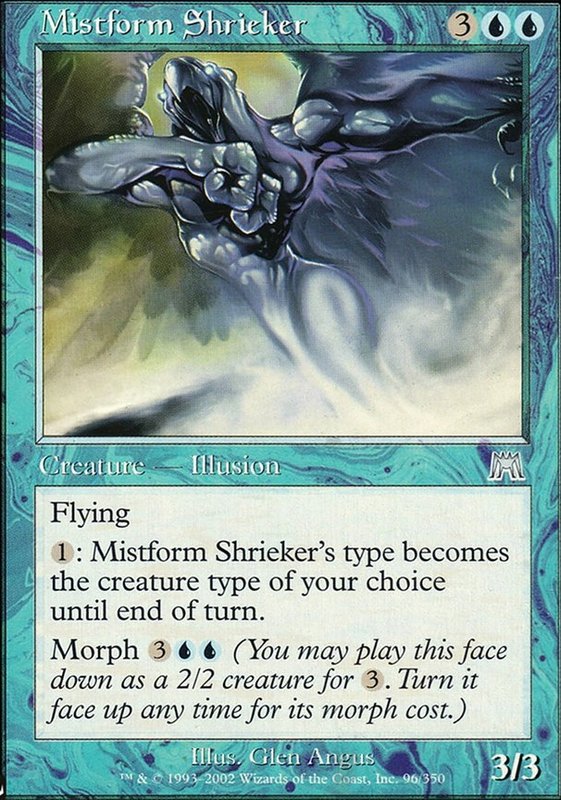 Mistform Shrieker 3
Creature — Illusion
Flying
1: Mistform Shrieker's type becomes
the creature type of your choice
until end of turn.
Morph 3 (You may play this face
down as a 2/2 creature for 3. Turn it
face up any time for its morph cost.)
Illus. Glen Angus
™ & © 1993-2002 Wizards of the Coast, Inc. 96/350
3/3